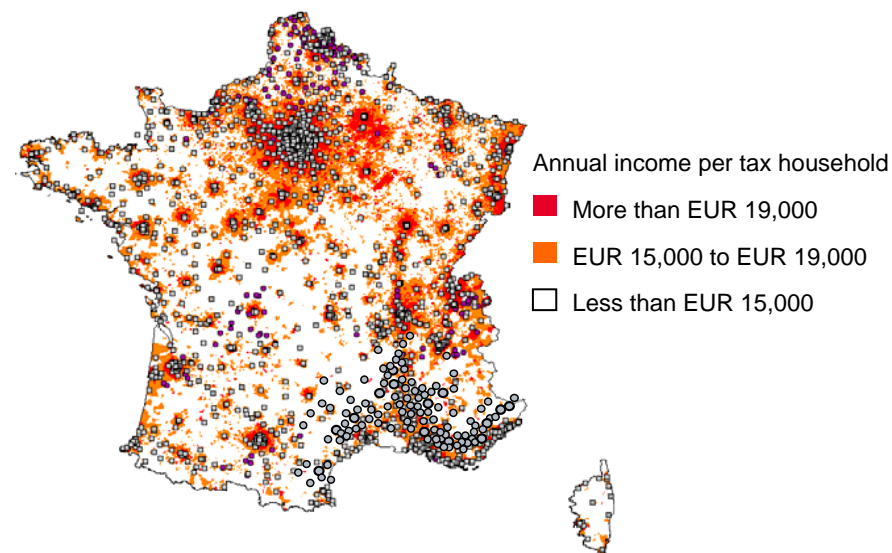 Annual income per tax household
More than EUR 19,000
EUR 15,000 to EUR 19,000
Less than EUR 15,000